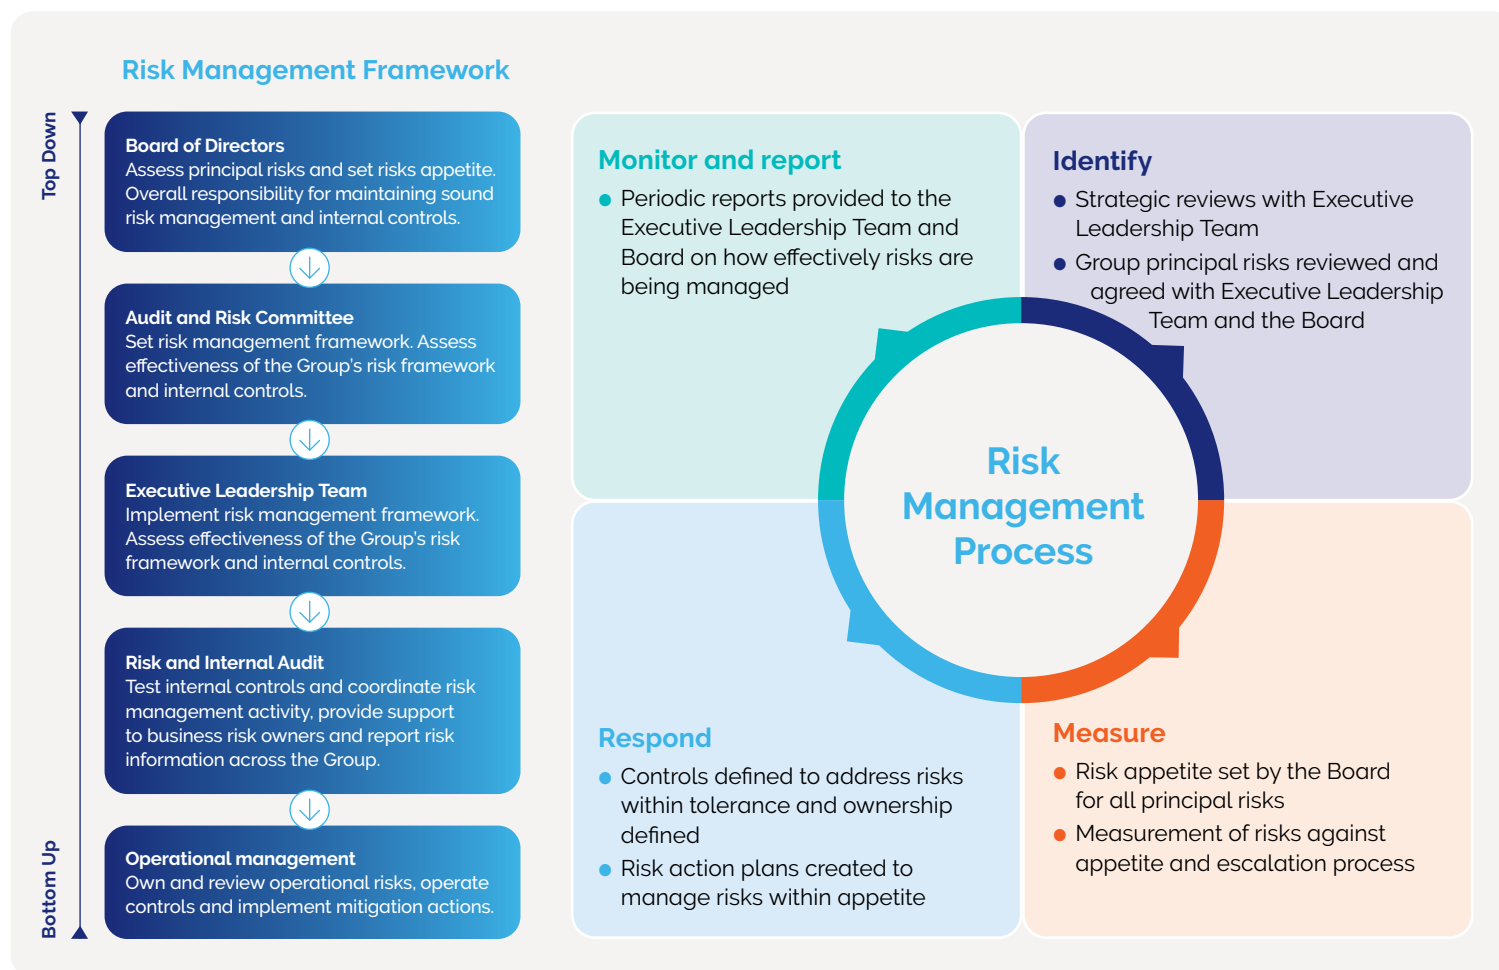 Risk Management Framework
Top Down
Board of Directors
Assess principal risks and set risks appetite.
Overall responsibility for maintaining sound
risk management and internal controls.
Audit and Risk Committee
Set risk management framework. Assess
effectiveness of the Group's risk framework
and internal controls.
Executive Leadership Team
Implement risk management framework.
Assess effectiveness of the Group's risk
framework and internal controls.
Risk and Internal Audit
Test internal controls and coordinate risk
management activity, provide support
to business risk owners and report risk
information across the Group.
Operational management
Own and review operational risks, operate
controls and implement mitigation actions.
Bottom Up
Monitor and report
• Periodic reports provided to the
Executive Leadership Team and
Board on how effectively risks are
being managed
Identify
• Strategic reviews with Executive
Leadership Team
• Group principal risks reviewed and
agreed with Executive Leadership
Team and the Board
Risk
Management
Process
Respond
• Controls defined to address risks
within tolerance and ownership
defined
• Risk action plans created to
manage risks within appetite
Measure
• Risk appetite set by the Board
for all principal risks
• Measurement of risks against
appetite and escalation process